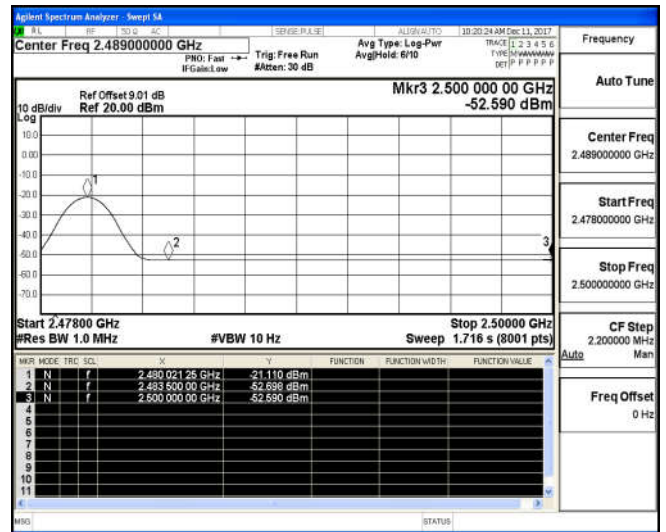 Agilent Spectrum Analyzer - Swept SA
RL RF 50 Ω AC SENSE:PULSE ALIGNAUTO 10:20:24 AM Dec 11, 2017
Center Freq 2.489000000 GHz
PNO: Fast
IFGain:Low
Trig: Free Run
#Atten: 30 dB
Avg Type: Log-Pwr
Avg|Hold: 6/10
TRACE 1 2 3 4 5 6
TYPE
DET P P P P P P
Ref Offset 9.01 dB
Ref 20.00 dBm
10 dB/div
Log
Mkr3 2.500 000 00 GHz
-52.590 dBm
10.0
0.00
-10.0
-20.0
-30.0
-40.0
-50.0
-60.0
-70.0
1
2
3
Start 2.47800 GHz
Stop 2.50000 GHz
#Res BW 1.0 MHz
#VBW 10 Hz
Sweep 1.716 s (8001 pts)
MKR MODE TRC SCL X Y FUNCTION FUNCTION WIDTH FUNCTION VALUE
1 N f 2.480 021 25 GHz -21.110 dBm
2 N f 2.483 500 00 GHz -52.698 dBm
3 N f 2.500 000 00 GHz -52.590 dBm
4
5
6
7
8
9
10
11
MSG
STATUS
Frequency
Auto Tune
Center Freq
2.489000000 GHz
Start Freq
2.478000000 GHz
Stop Freq
2.500000000 GHz
CF Step
2.200000 MHz
Auto Man
Freq Offset
0 Hz